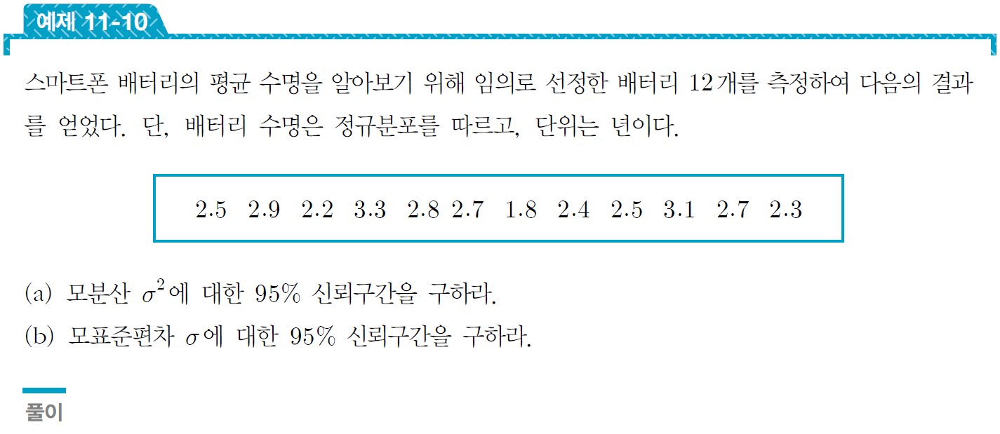 예제 11-10
스마트폰 배터리의 평균 수명을 알아보기 위해 임의로 선정한 배터리 12개를 측정하여 다음의 결과
를 얻었다. 단, 배터리 수명은 정규분포를 따르고, 단위는 년이다.
2.5 2.9 2.2 3.3 2.8 2.7 1.8 2.4 2.5 3.1 2.7 2.3
(a) 모분산 σ²에 대한 95% 신뢰구간을 구하라.
(b) 모표준편차 σ에 대한 95% 신뢰구간을 구하라.
풀이